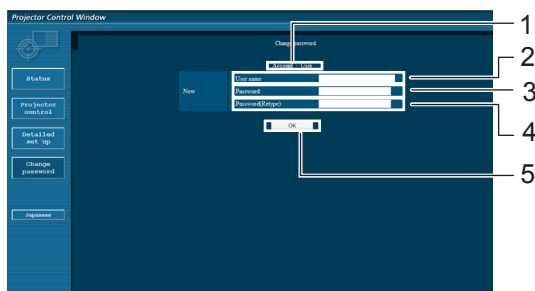 Projector Control Window
Change password
Account : User
New
User name
Password
Password(Retype)
OK
Status
Projector
control
Detailed
set up
Change
password
Japanese
1
2
3
4
5